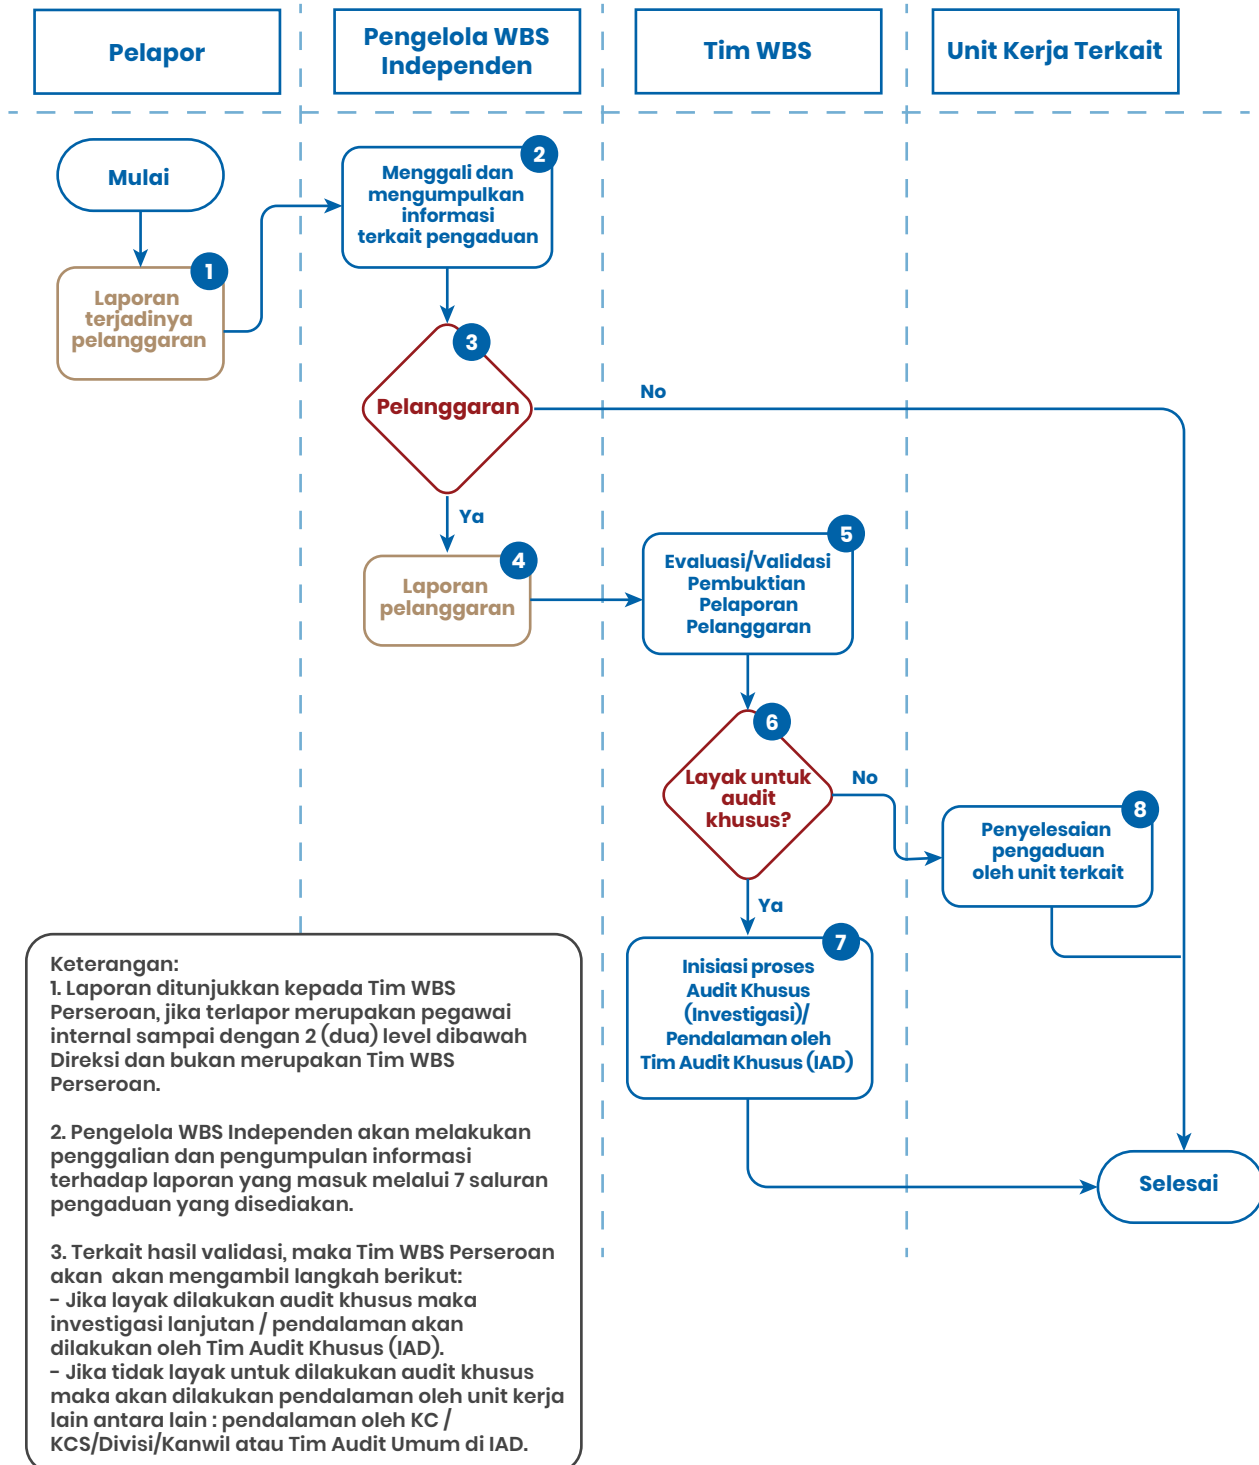 Pelapor
Pengelola WBS
Independen
Tim WBS
Unit Kerja Terkait
Mulai
1
Laporan
terjadinya
pelanggaran
2
Menggali dan
mengumpulkan
informasi
terkait pengaduan
3
Pelanggaran
No
Ya
4
Laporan
pelanggaran
5
Evaluasi/Validasi
Pembuktian
Pelaporan
Pelanggaran
6
Layak untuk
audit
khusus?
No
Ya
7
Inisiasi proses
Audit Khusus
(Investigasi)/
Pendalaman oleh
Tim Audit Khusus (IAD)
8
Penyelesaian
pengaduan
oleh unit terkait
Selesai
Keterangan:
1. Laporan ditunjukkan kepada Tim WBS
Perseroan, jika terlapor merupakan pegawai
internal sampai dengan 2 (dua) level dibawah
Direksi dan bukan merupakan Tim WBS
Perseroan.
2. Pengelola WBS Independen akan melakukan
penggalian dan pengumpulan informasi
terhadap laporan yang masuk melalui 7 saluran
pengaduan yang disediakan.
3. Terkait hasil validasi, maka Tim WBS Perseroan
akan  akan mengambil langkah berikut:
- Jika layak dilakukan audit khusus maka
investigasi lanjutan / pendalaman akan
dilakukan oleh Tim Audit Khusus (IAD).
- Jika tidak layak untuk dilakukan audit khusus
maka akan dilakukan pendalaman oleh unit kerja
lain antara lain : pendalaman oleh KC /
KCS/Divisi/Kanwil atau Tim Audit Umum di IAD.